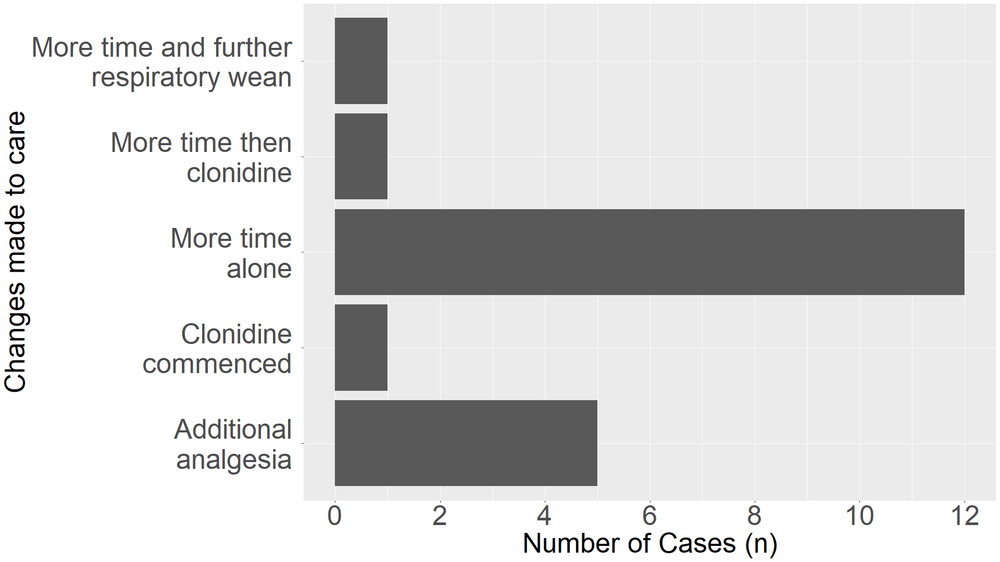 Changes made to care
More time and further
respiratory wean
More time then
clonidine
More time
alone
Clonidine
commenced
Additional
analgesia
0 2 4 6 8 10 12
Number of Cases (n)